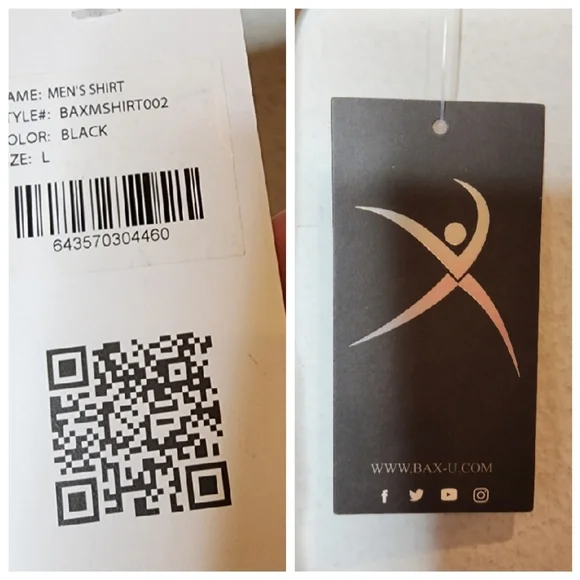 AME: MEN'S SHIRT
TYLE#: BAXMSHIRT002
OLOR: BLACK
ZE: L
643570304460
WWW.BAX-U.COM